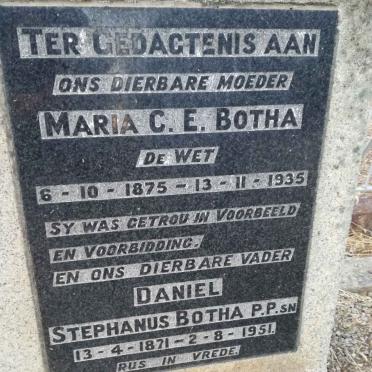 TER GEDAGTENIS AAN
ONS DIERBARE MOEDER
MARIA C. E. BOTHA
DE WET
6 - 10 - 1875 - 13 - 11 - 1935
SY WAS GETROU IN VOORBEELD
EN VOORBIDDING.
EN ONS DIERBARE VADER
DANIEL
STEPHANUS BOTHA P.P.SN
13-4-1871-2-8-1951.
RUS IN VREDE.